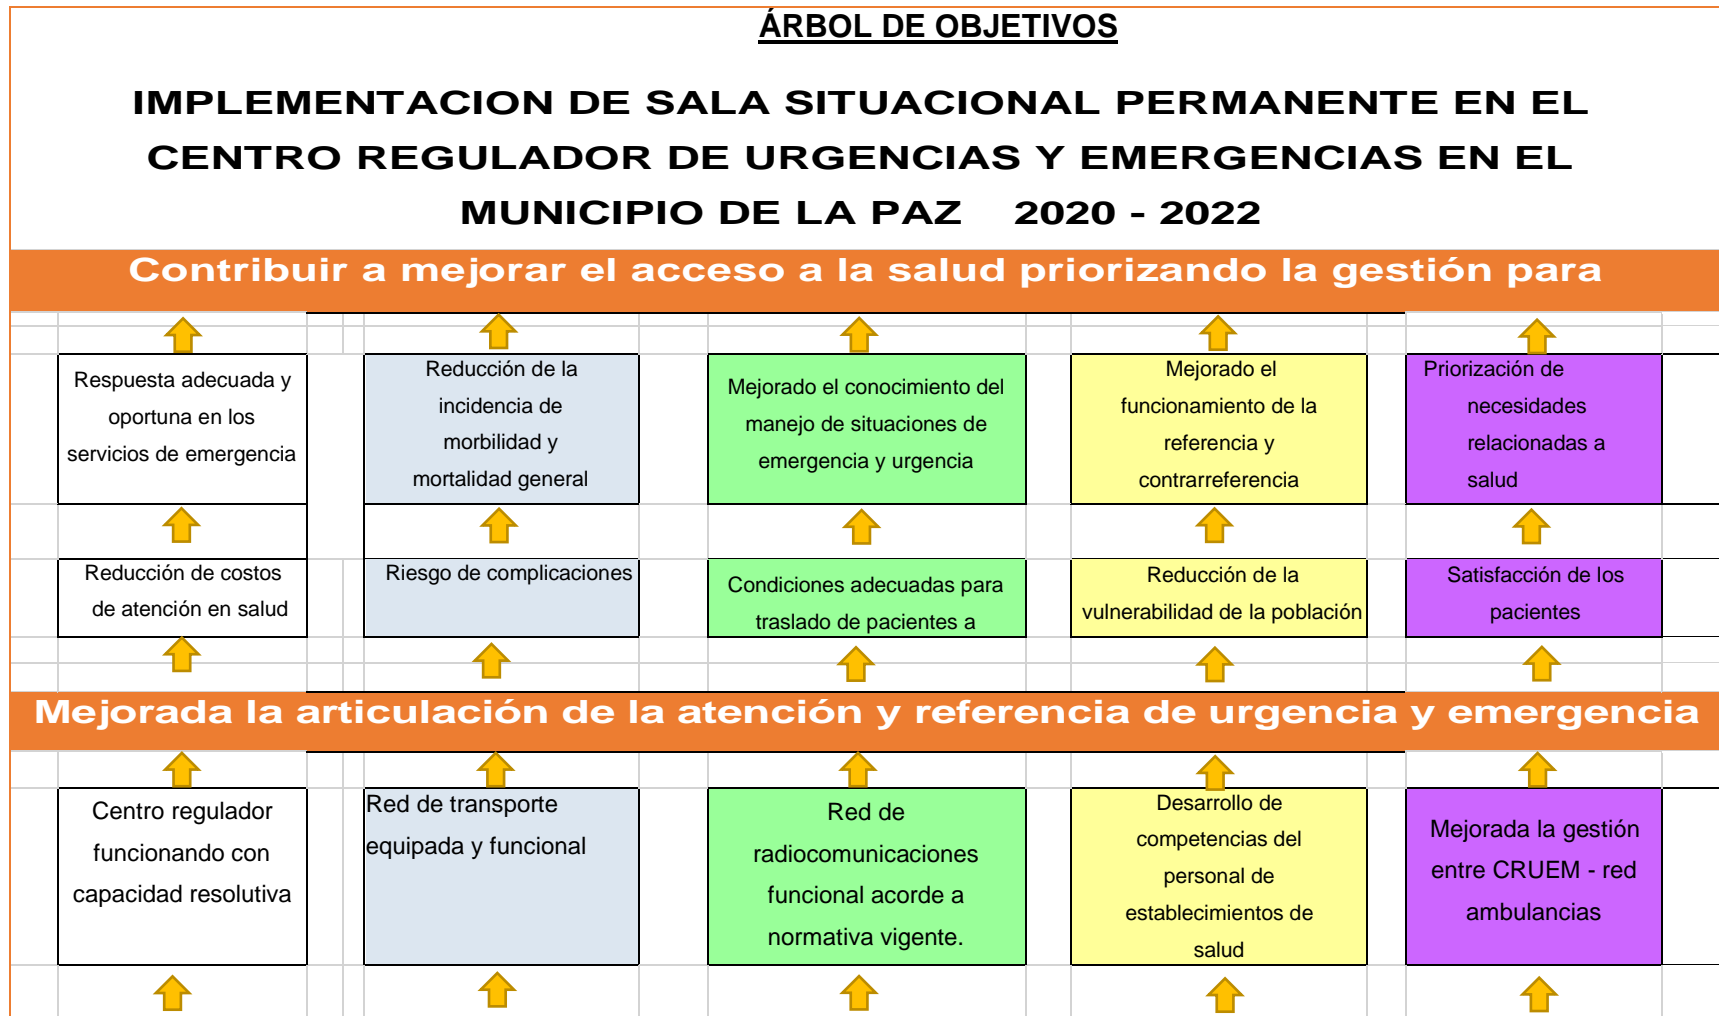 ÁRBOL DE OBJETIVOS
IMPLEMENTACION DE SALA SITUACIONAL PERMANENTE EN EL
CENTRO REGULADOR DE URGENCIAS Y EMERGENCIAS EN EL
MUNICIPIO DE LA PAZ 2020 - 2022
Contribuir a mejorar el acceso a la salud priorizando la gestión para
Respuesta adecuada y
oportuna en los
servicios de emergencia
Reducción de la
incidencia de
morbilidad y
mortalidad general
Mejorado el conocimiento del
manejo de situaciones de
emergencia y urgencia
Mejorado el
funcionamiento de la
referencia y
contrarreferencia
Priorización de
necesidades
relacionadas a
salud
Reducción de costos
de atención en salud
Riesgo de complicaciones
Condiciones adecuadas para
traslado de pacientes a
Reducción de la
vulnerabilidad de la población
Satisfacción de los
pacientes
Mejorada la articulación de la atención y referencia de urgencia y emergencia
Centro regulador
funcionando con
capacidad resolutiva
Red de transporte
equipada y funcional
Red de
radiocomunicaciones
funcional acorde a
normativa vigente.
Desarrollo de
competencias del
personal de
establecimientos de
salud
Mejorada la gestión
entre CRUEM - red
ambulancias